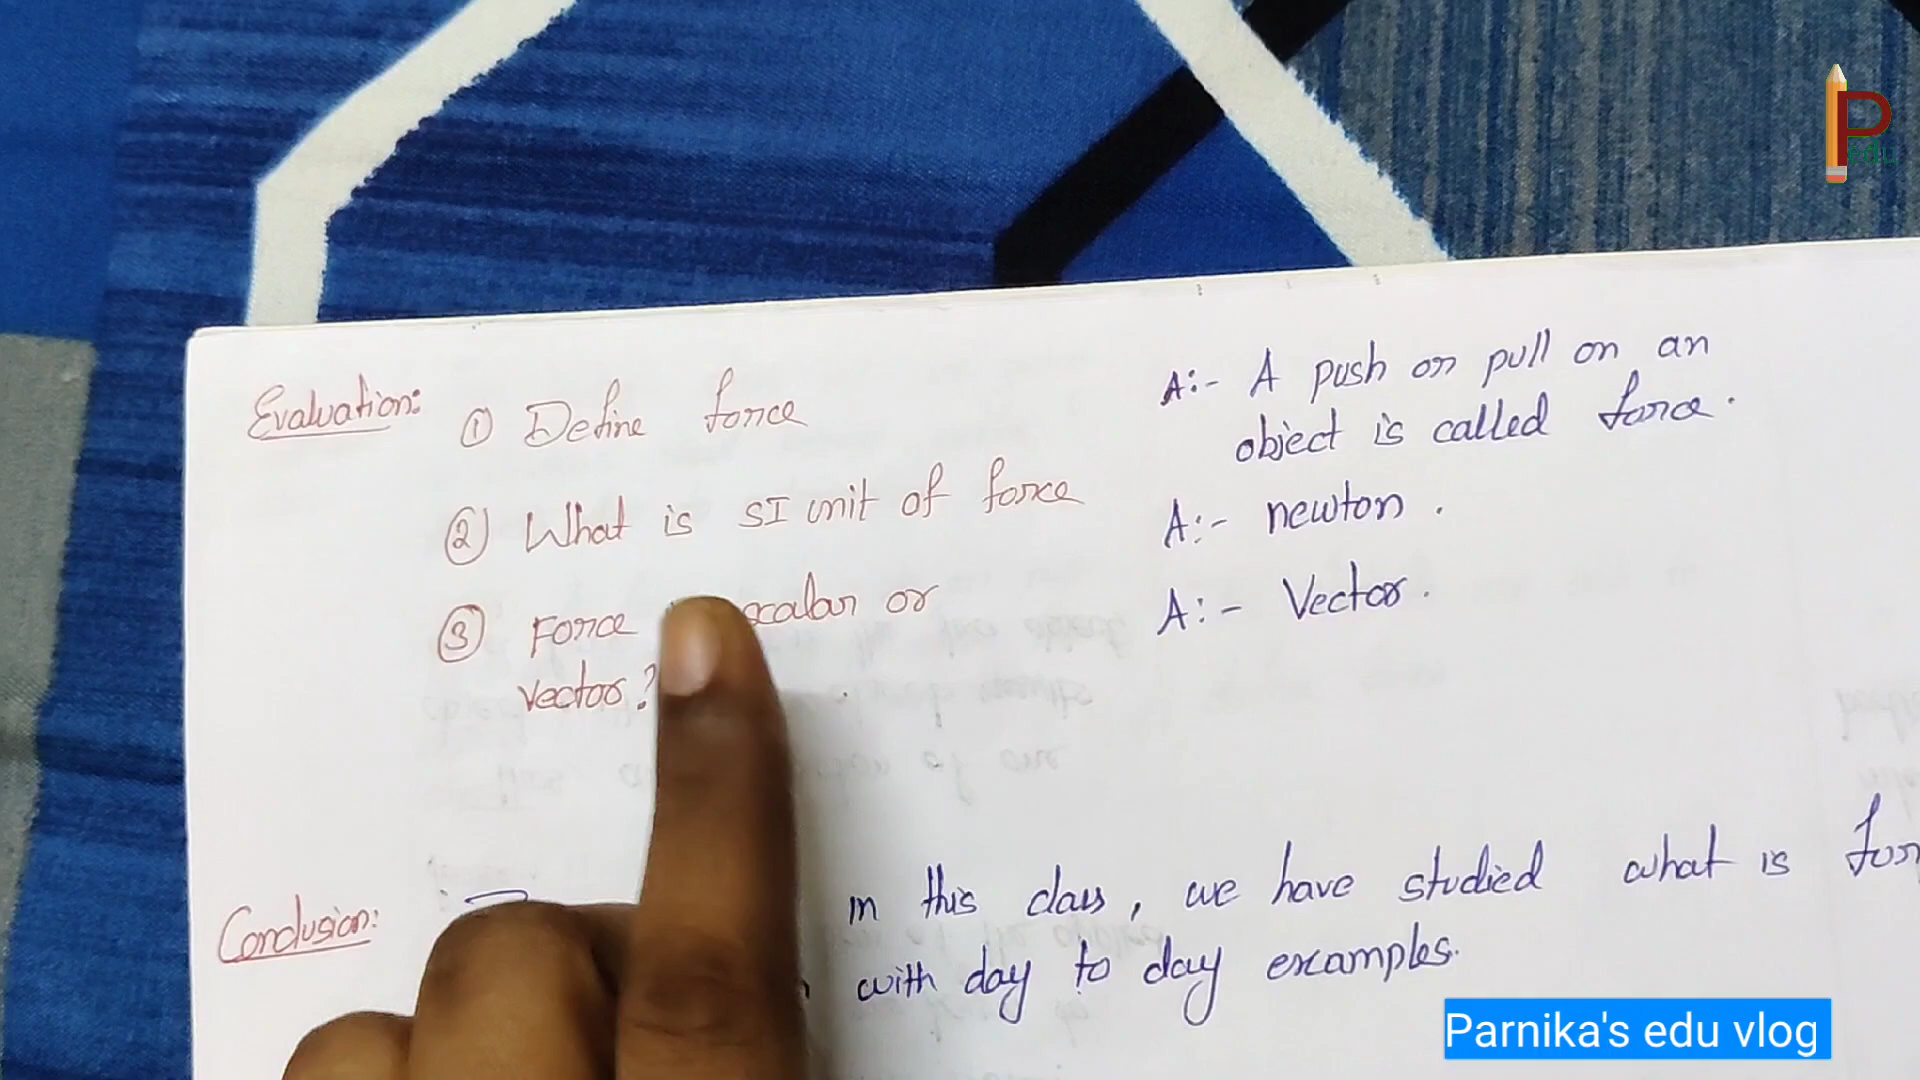 P
edu
Evaluation:
① Define force
A:- A push or pull on an
object is called force.
② What is SI unit of force
A:- newton.
③ Force scalar or
vector?
A:- Vector.
Conclusion:
in this class, we have studied what is
with day to day examples.
Parnika's edu vlog